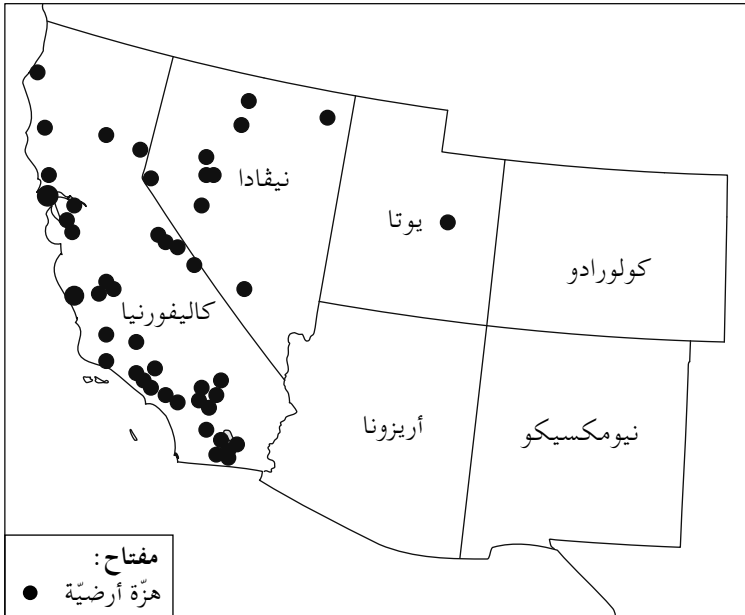 نيڤادا
يوتا
كولورادو
كاليفورنيا
أريزونا
نيومكسيكو
مفتاح:
هزّة أرضيّة